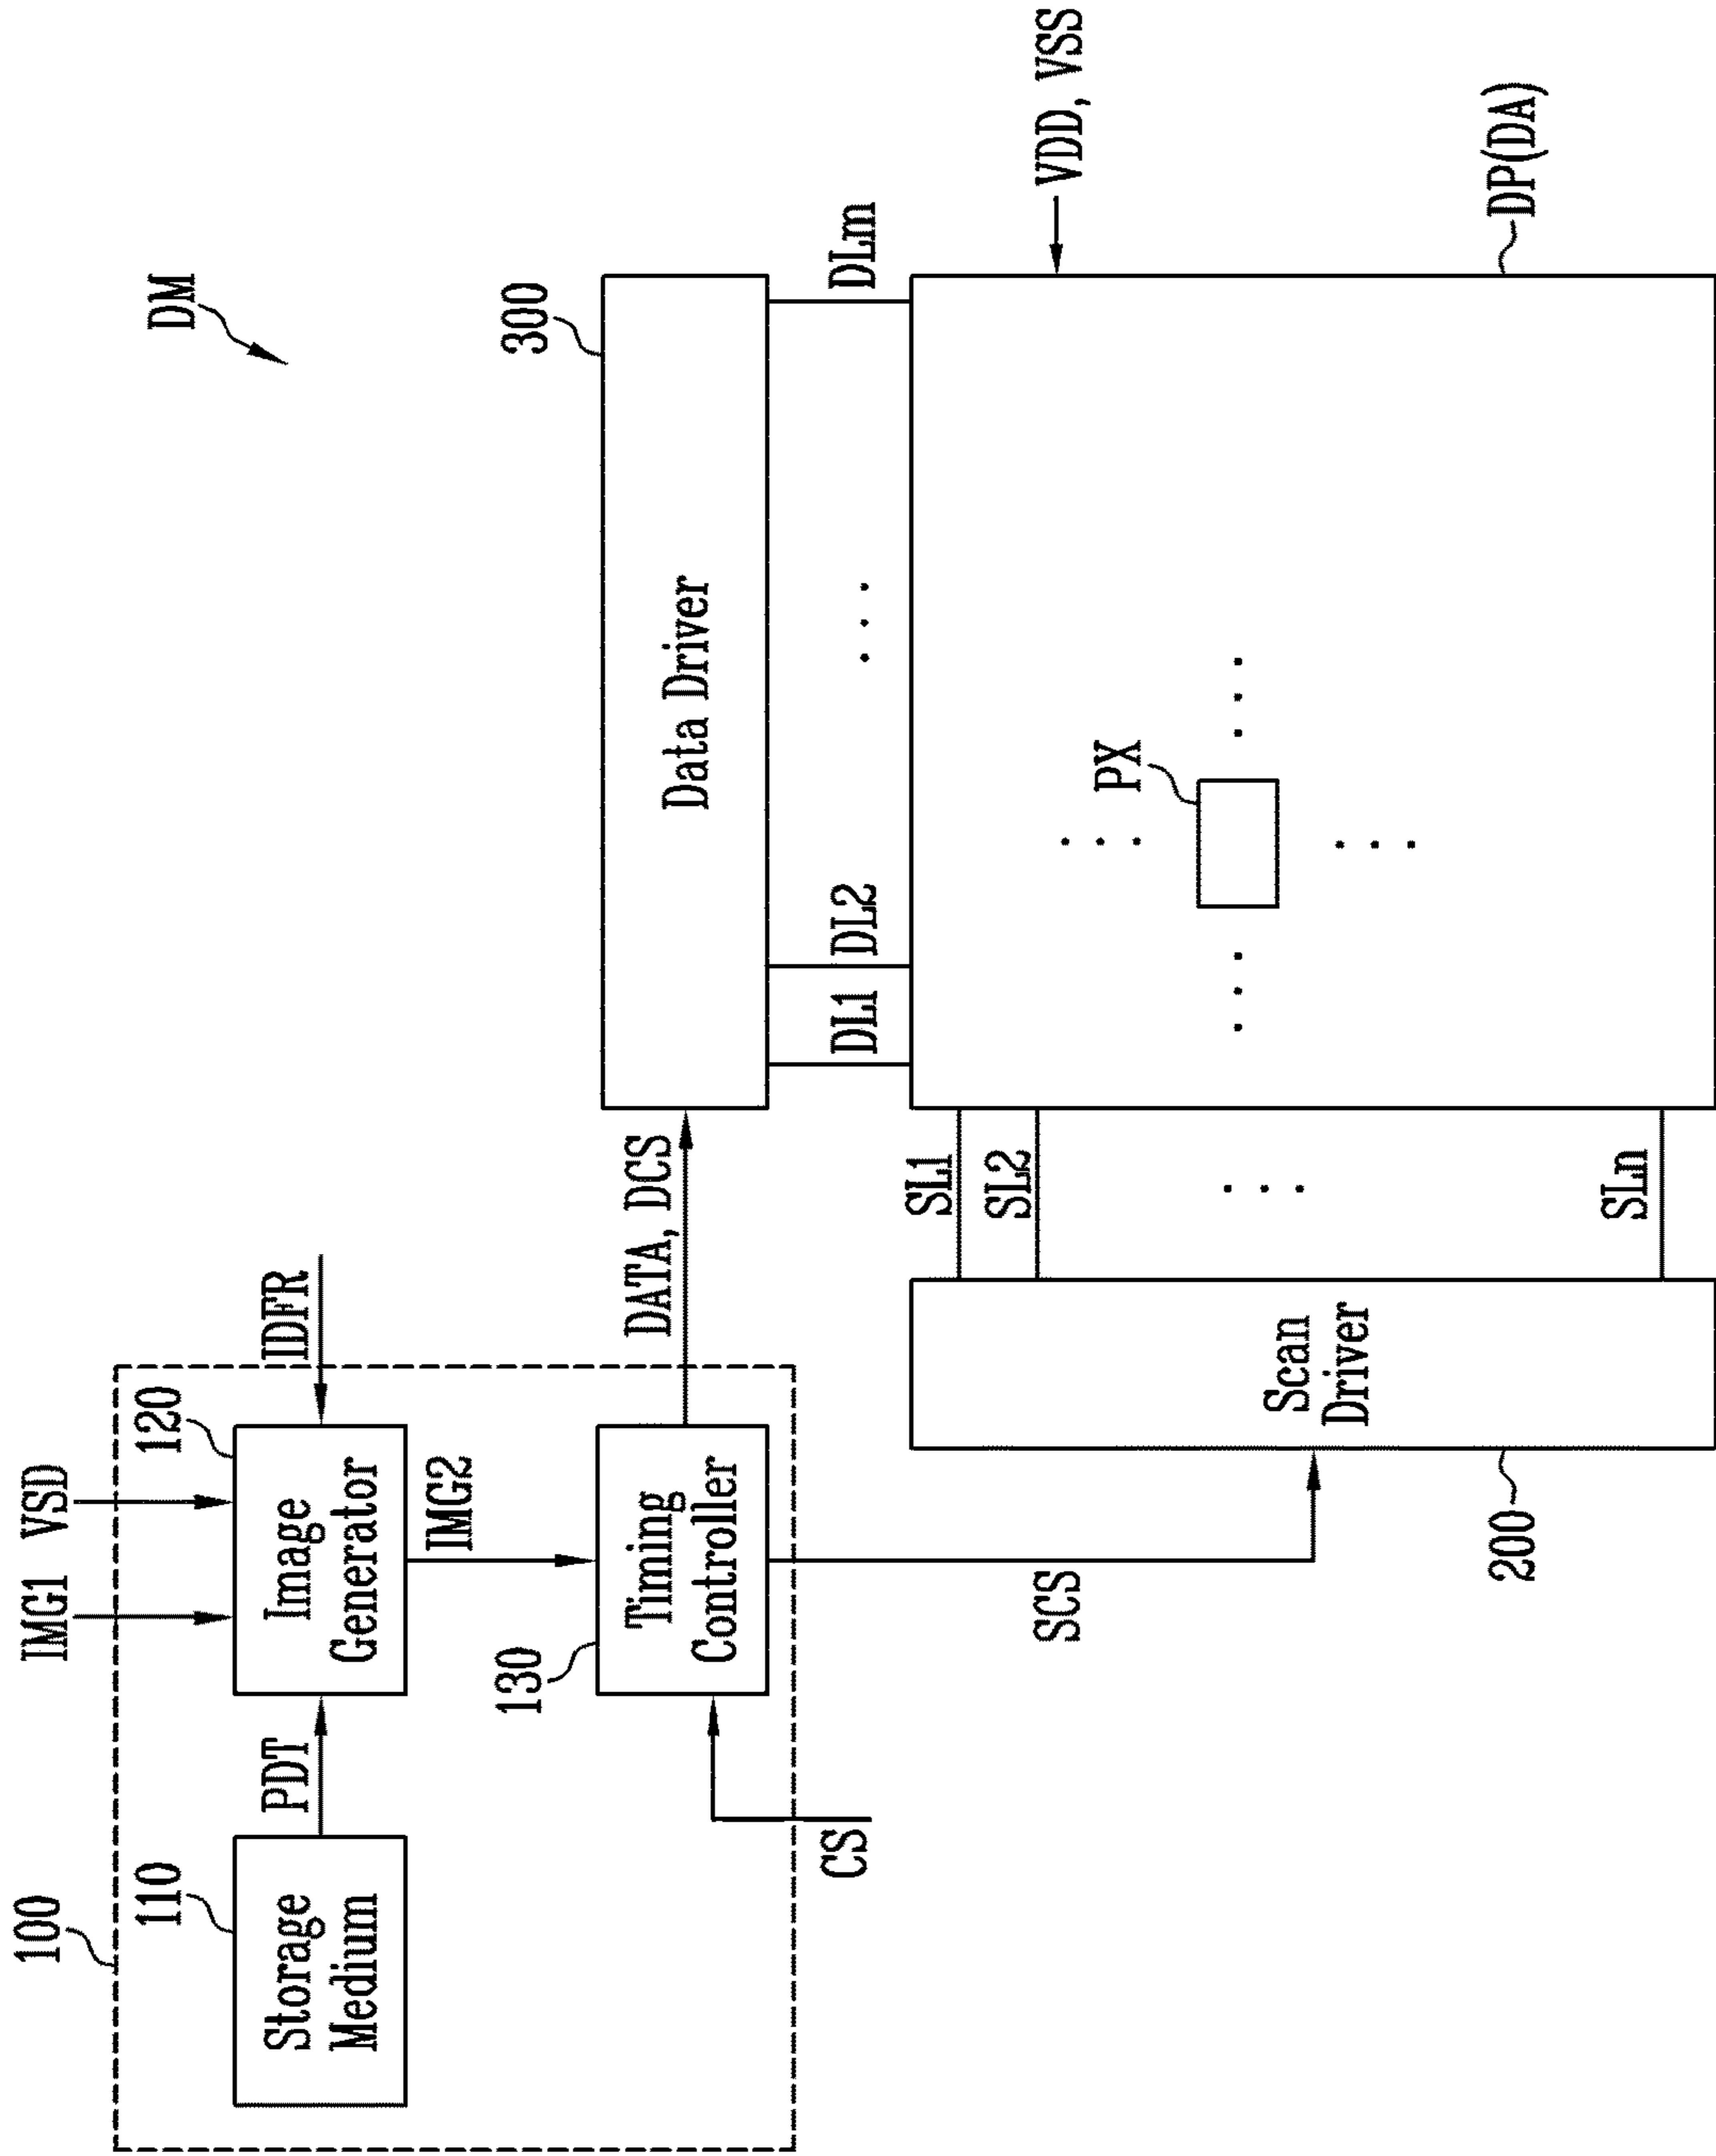 DM
100
IMG1
VSD
110
120
Storage
Medium
PDT
Image
Generator
IDFR
IMG2
130
Timing
Controller
CS
DATA, DCS
SCS
300
Data Driver
DL1
DL2
. . .
DLm
200
Scan
Driver
SL1
SL2
. . .
SLn
PX
. . .
. . .
. . .
. . .
VDD, VSS
DP(DA)